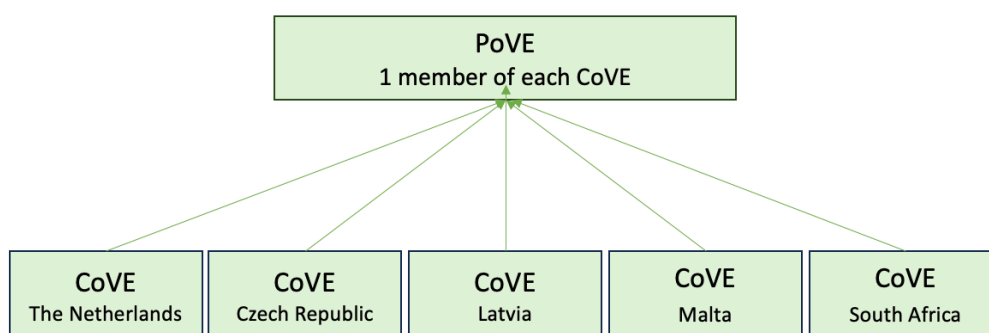 PoVE
1 member of each CoVE
CoVE
The Netherlands
CoVE
Czech Republic
CoVE
Latvia
CoVE
Malta
CoVE
South Africa